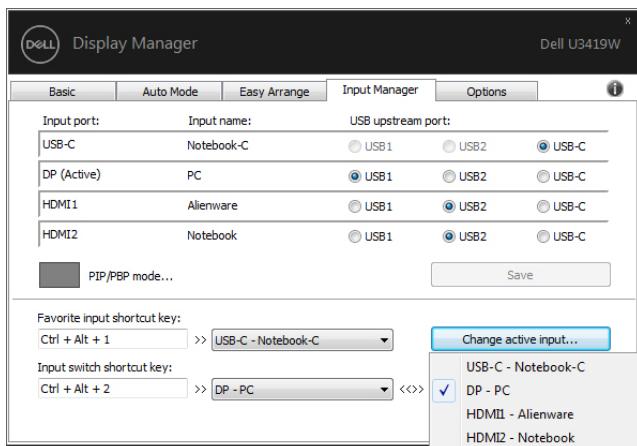 x
DELL Display Manager Dell U3419W
Basic Auto Mode Easy Arrange Input Manager Options i
Input port: Input name: USB upstream port:
USB-C Notebook-C USB1 USB2 USB-C
DP (Active) PC USB1 USB2 USB-C
HDMI1 Alienware USB1 USB2 USB-C
HDMI2 Notebook USB1 USB2 USB-C
PIP/PBP mode... Save
Favorite input shortcut key:
Ctrl + Alt + 1 >> USB-C - Notebook-C Change active input...
Input switch shortcut key:
Ctrl + Alt + 2 >> DP - PC <<>>
USB-C - Notebook-C
DP - PC
HDMI1 - Alienware
HDMI2 - Notebook